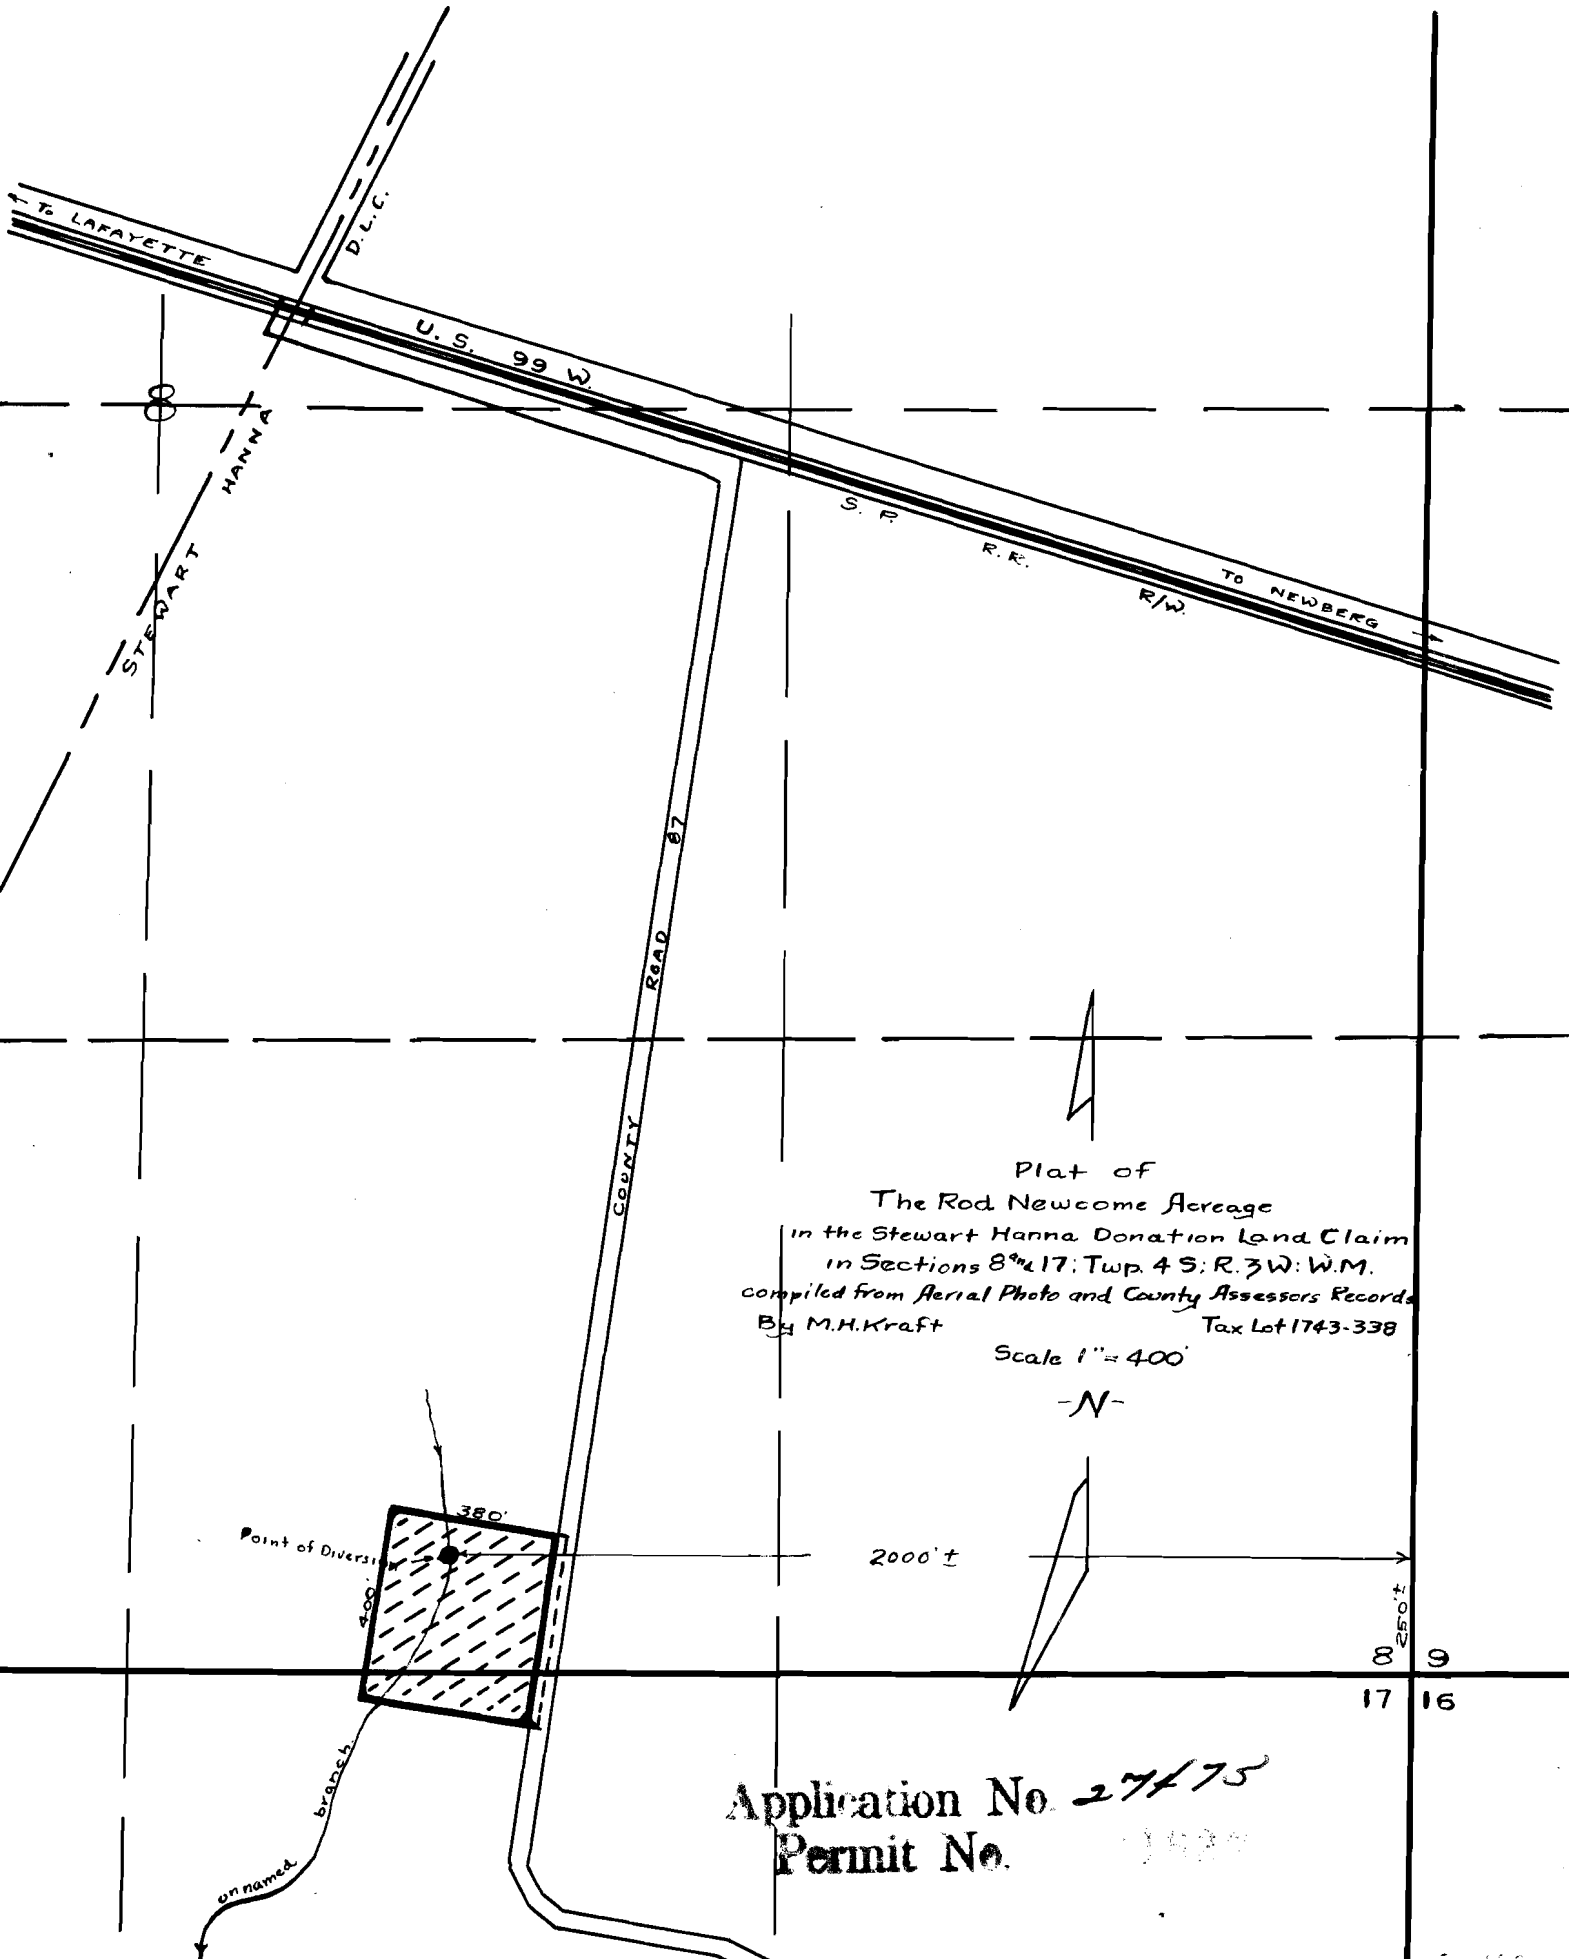 D.L.C.
To LAFAYETTE
U.S. 99 W.
8
STEWART HANNA
S. P. R.R. R/W.
TO NEWBERG
COUNTY ROAD 87
Plat of
The Rod Newcome Acreage
in the Stewart Hanna Donation Land Claim
in Sections 8 and 17; Twp. 4 S; R. 3 W: W.M.
compiled from Aerial Photo and County Assessors Records
By M.H. Kraft Tax Lot 1743-338
Scale 1" = 400'
-N-
380'
Point of Diversion
2000' ±
400'
250' ±
8 9
17 16
branch
unnamed
Application No.
Permit No.